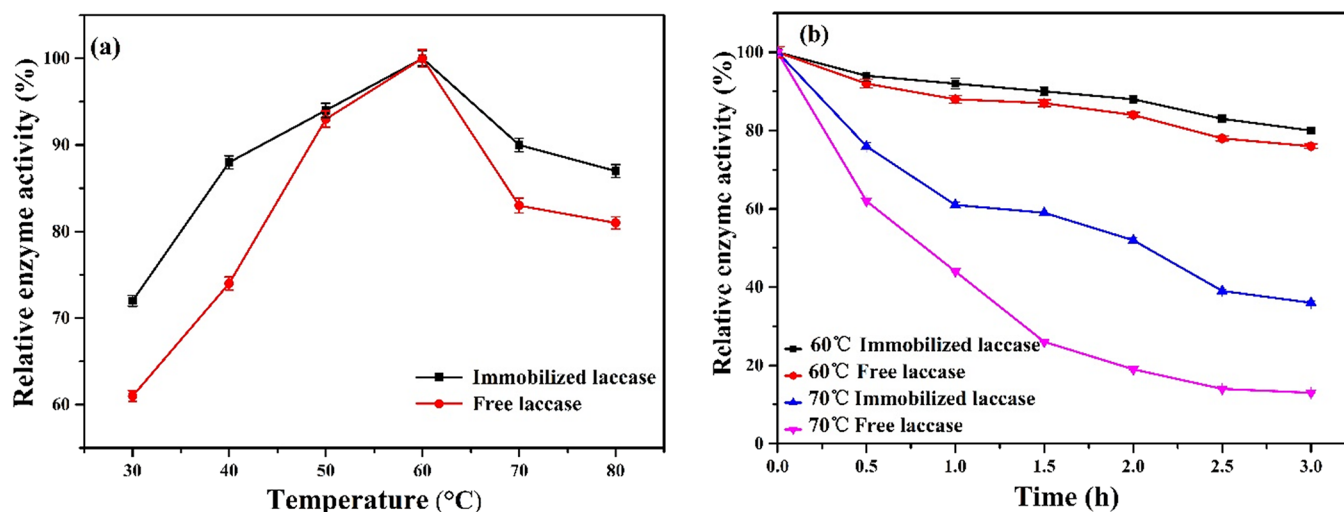 (a)
Relative enzyme activity (%)
100
90
80
70
60
Immobilized laccase
Free laccase
30 40 50 60 70 80
Temperature (°C)
(b)
Relative enzyme activity (%)
100
80
60
40
20
0
60℃ Immobilized laccase
60℃ Free laccase
70℃ Immobilized laccase
70℃ Free laccase
0.0 0.5 1.0 1.5 2.0 2.5 3.0
Time (h)